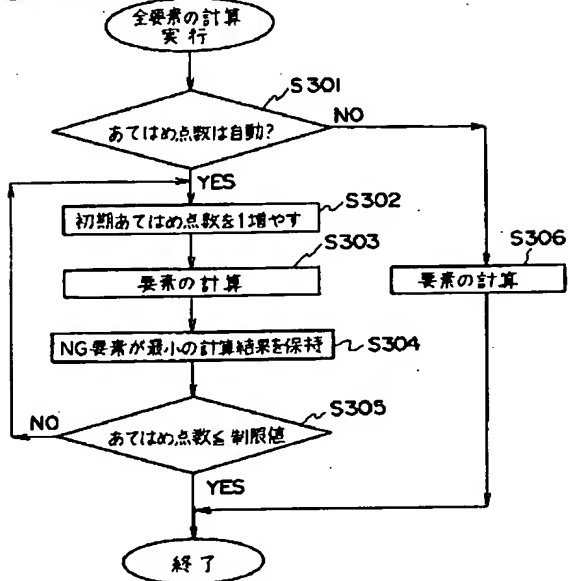 全要素の計算
実行
S301
あてはめ点数は自動?
NO
YES
S302
初期あてはめ点数を1増やす
S303
要素の計算
S306
要素の計算
NG要素が最小の計算結果を保持
S304
S305
NO
あてはめ点数≦制限値
YES
終了